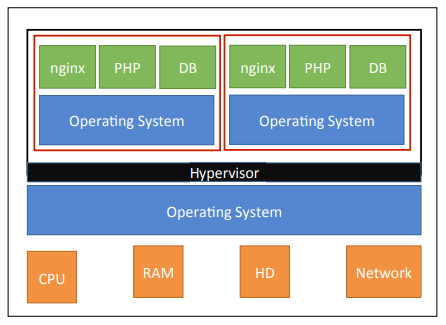 nginx PHP DB nginx PHP DB
Operating System Operating System
Hypervisor
Operating System
CPU RAM HD Network